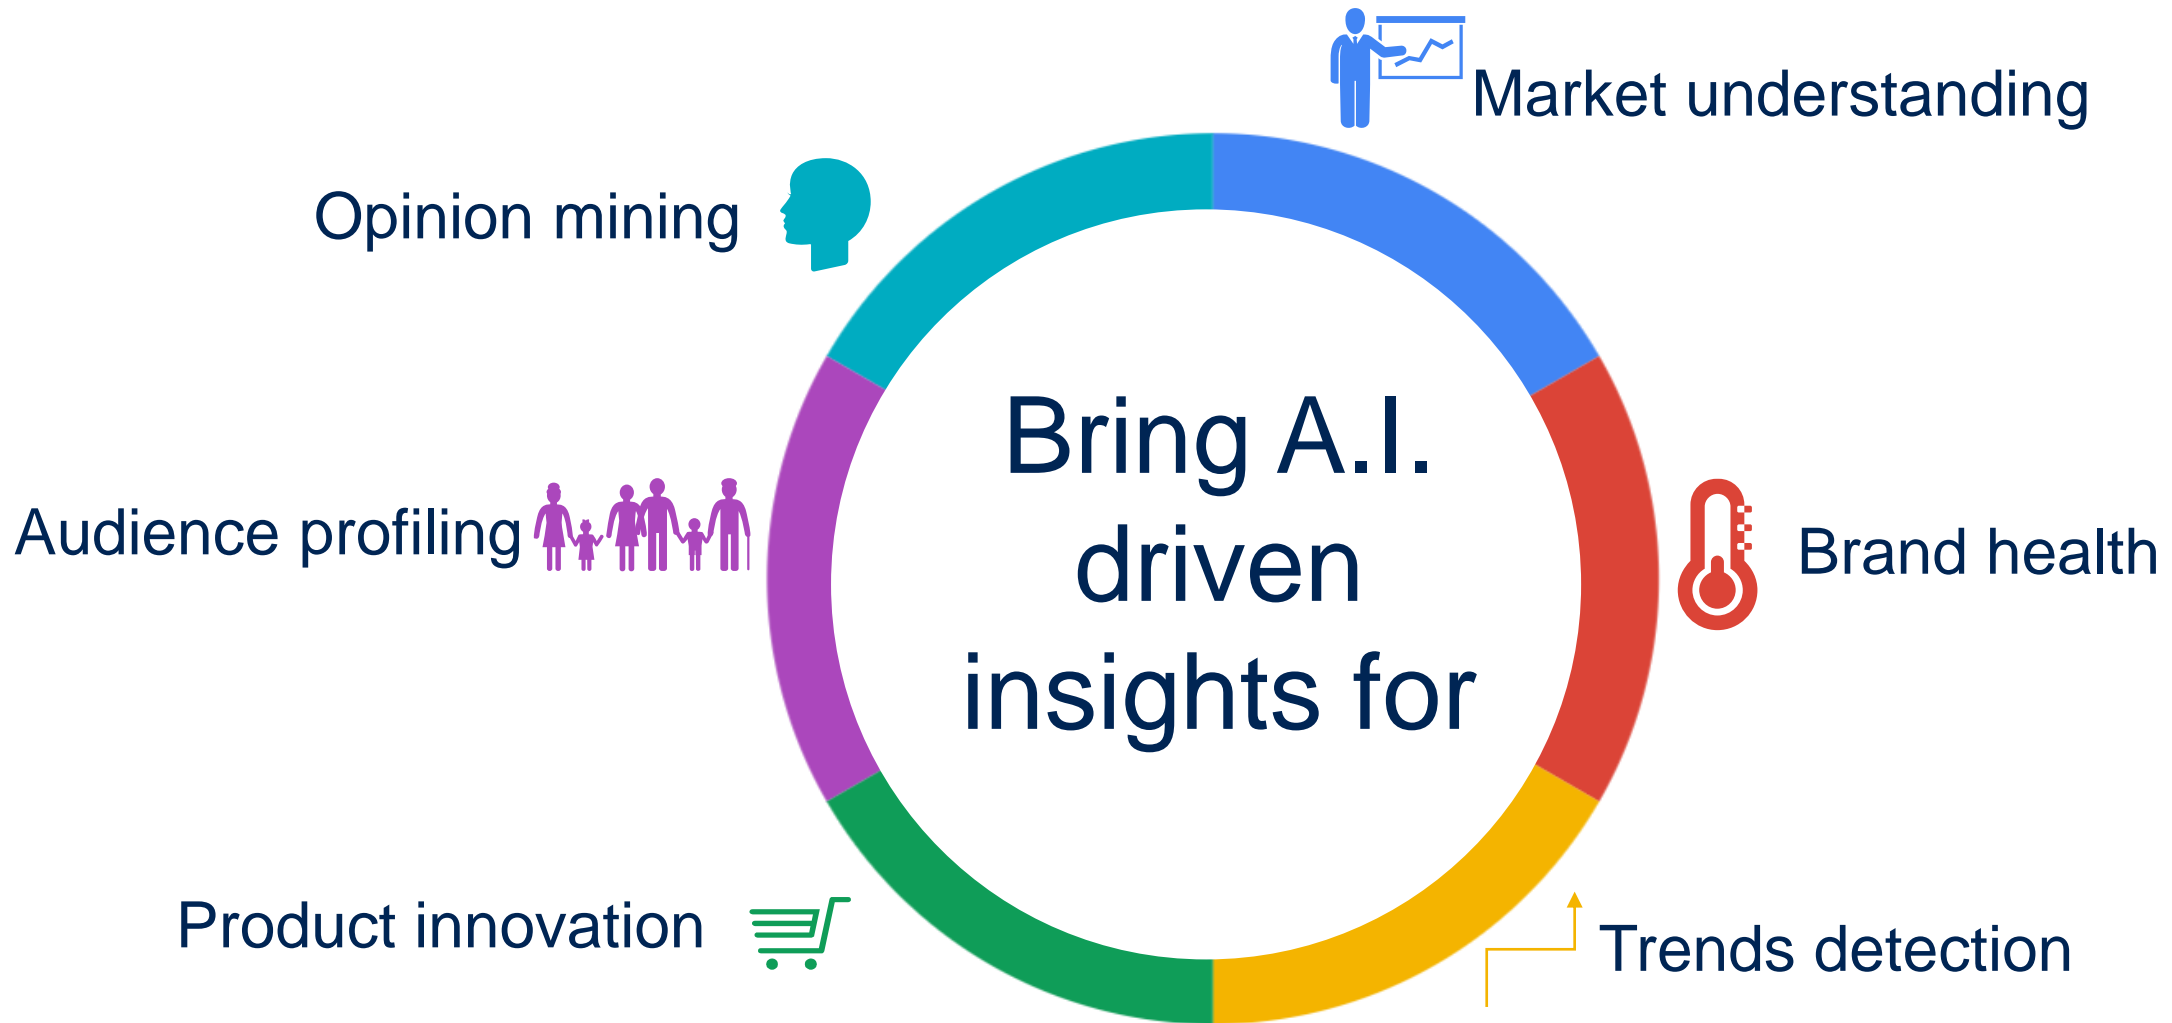 Market understanding
Opinion mining
Bring A.I.
driven
insights for
Audience profiling
Brand health
Product innovation
Trends detection